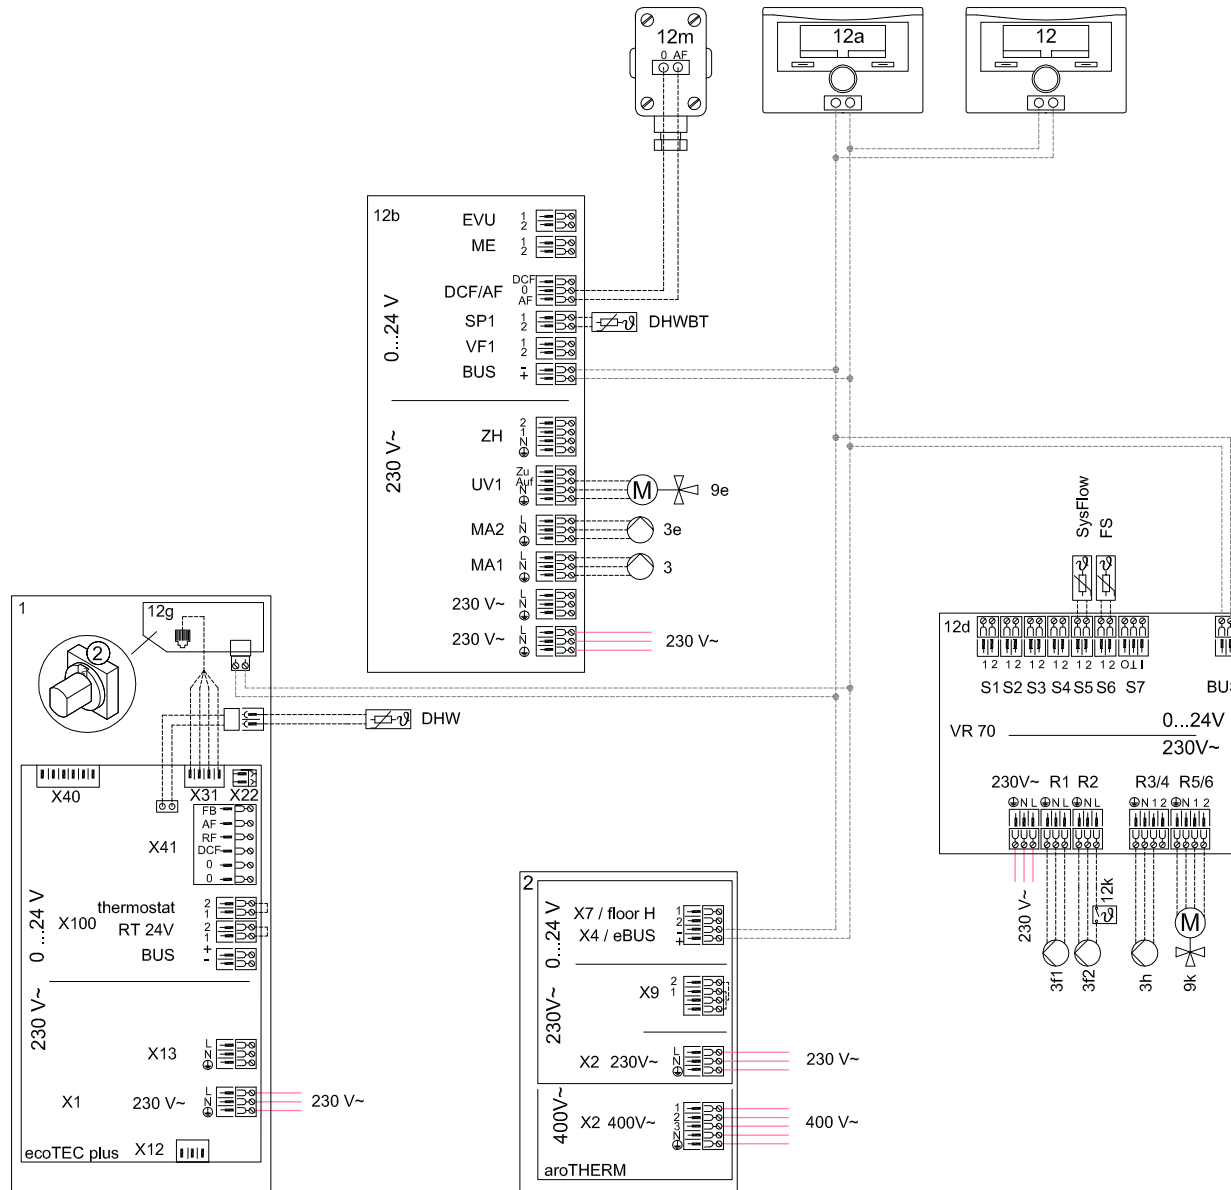 12m
0 AF
12a
12
12b
EVU 1 2
ME 1 2
DCF/AF DCF 0 AF
SP1 1 2
DHWBT
VF1 1 2
BUS - +
0...24 V
230 V~
ZH 2 1 N
UV1 Zu Auf N
M
9e
MA2 L N
3e
MA1 L N
3
230 V~ L N
230 V~ L N
230 V~
1
12g
2
DHW
X40
X31
X22
X41
FB
AF
RF
DCF
0
0
0 ...24 V
X100
thermostat 2 1
RT 24V 2 1
BUS + -
230 V~
X13 L N
X1 230 V~ L N
230 V~
X12
ecoTEC plus
2
0...24 V
X7 / floor H 1 2
X4 / eBUS - +
230V~
X9 2 1
X2 230V~ L N
230 V~
400V~
X2 400V~ 1 2 3 N
400 V~
aroTHERM
SysFlow
FS
12d
1 2 1 2 1 2 1 2 1 2 1 2 O T I
S1 S2 S3 S4 S5 S6 S7
BUS
VR 70
0...24V
230V~
230V~ R1 R2 R3/4 R5/6
N L N L N L N 1 2 N 1 2
230 V~
12k
M
3f1
3f2
3h
9k